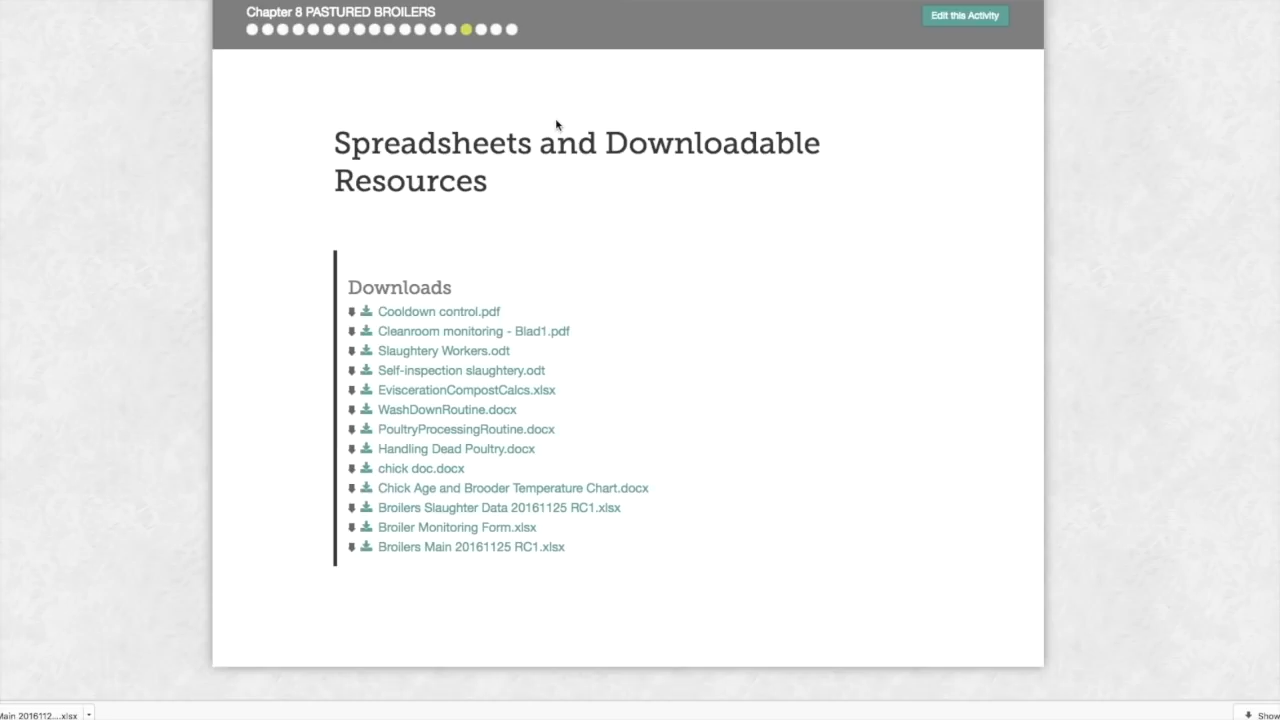 Chapter 8 PASTURED BROILERS
Edit this Activity
Spreadsheets and Downloadable
Resources
Downloads
Cooldown control.pdf
Cleanroom monitoring - Blad1.pdf
Slaughtery Workers.odt
Self-inspection slaughtery.odt
EviscerationCompostCalcs.xlsx
WashDownRoutine.docx
PoultryProcessingRoutine.docx
Handling Dead Poultry.docx
chick doc.docx
Chick Age and Brooder Temperature Chart.docx
Broilers Slaughter Data 20161125 RC1.xlsx
Broiler Monitoring Form.xlsx
Broilers Main 20161125 RC1.xlsx
Main 2016112....xlsx
Show